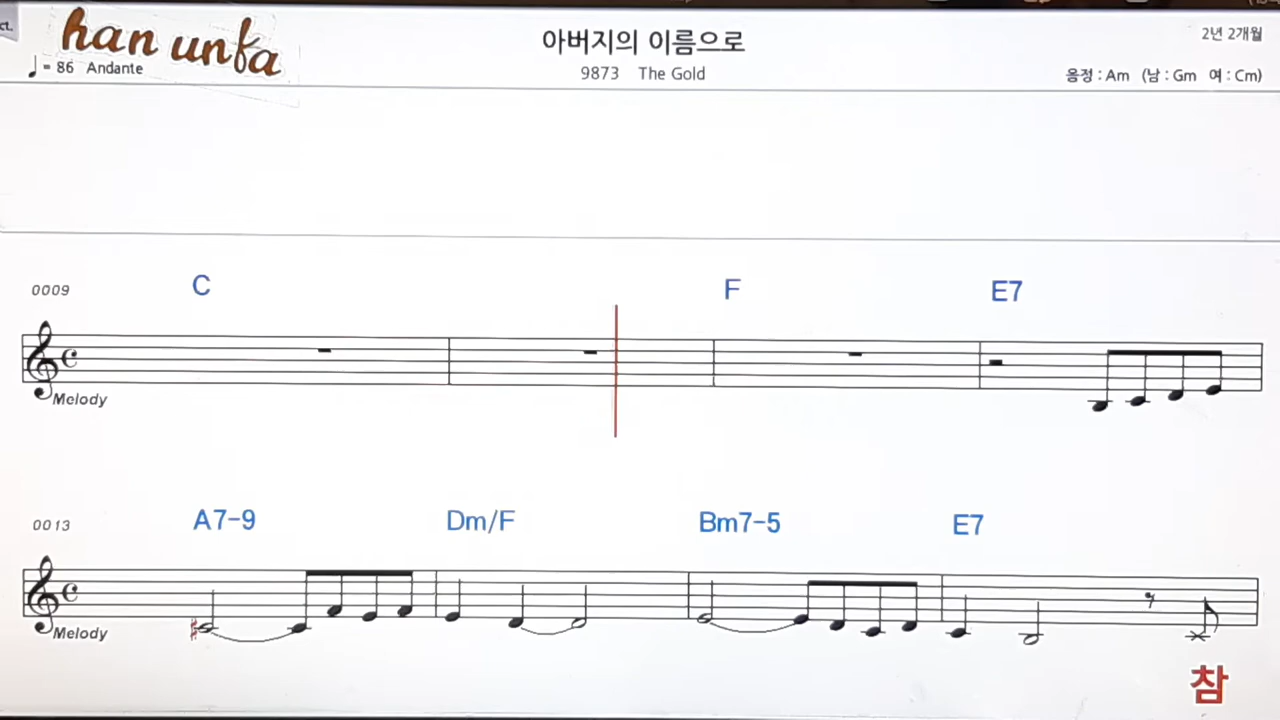 ct.
han unfa
♩= 86 Andante
아버지의 이름으로
9873 The Gold
2년 2개월
음정 : Am (남 : Gm 여 : Cm)
0009
C
F
E7
Melody
0013
A7-9
Dm/F
Bm7-5
E7
Melody
참